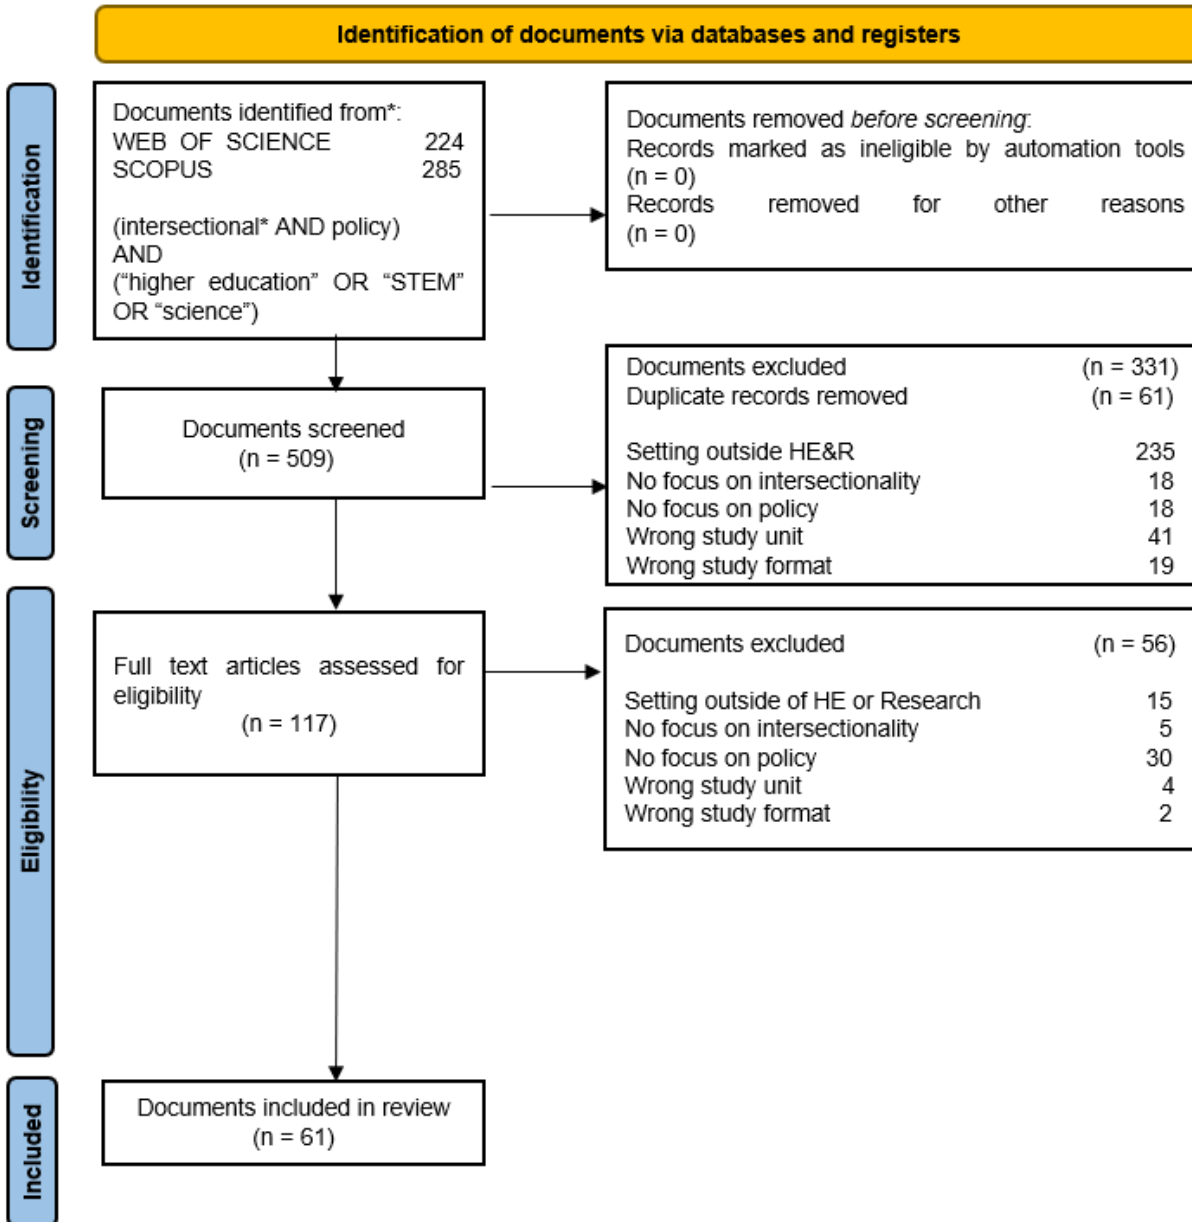 Identification of documents via databases and registers
Identification
Documents identified from*:
WEB OF SCIENCE 224
SCOPUS 285
(intersectional* AND policy)
AND
(“higher education” OR “STEM”
OR “science”)
Documents removed before screening:
Records marked as ineligible by automation tools
(n = 0)
Records removed for other reasons
(n = 0)
Screening
Documents screened
(n = 509)
Documents excluded (n = 331)
Duplicate records removed (n = 61)
Setting outside HE&R 235
No focus on intersectionality 18
No focus on policy 18
Wrong study unit 41
Wrong study format 19
Eligibility
Full text articles assessed for
eligibility
(n = 117)
Documents excluded (n = 56)
Setting outside of HE or Research 15
No focus on intersectionality 5
No focus on policy 30
Wrong study unit 4
Wrong study format 2
Included
Documents included in review
(n = 61)